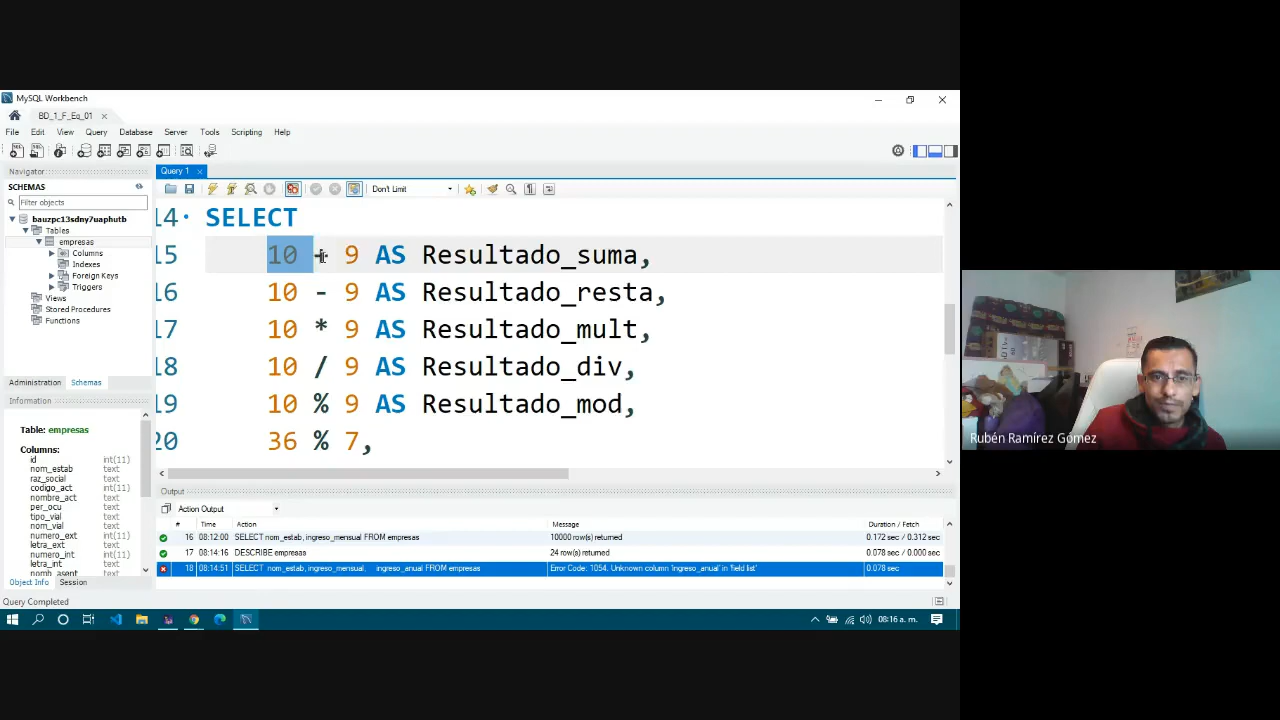 MySQL Workbench
BD_1_F_Eq_01
File Edit View Query Database Server Tools Scripting Help
Navigator
SCHEMAS
Filter objects
bauzpc13sdny7uaphutb
Tables
empresas
Columns
Indexes
Foreign Keys
Triggers
Views
Stored Procedures
Functions
Administration Schemas
Information
Table: empresas
Columns:
id int(11)
nom_estab text
raz_social text
codigo_act int(11)
nombre_act text
per_ocu text
tipo_vial text
nom_vial text
numero_ext int(11)
letra_ext text
numero_int int(11)
letra_int text
nomb_asent text
Object Info Session
Query Completed
Query 1
Don't Limit
14 SELECT
15 10 + 9 AS Resultado_suma,
16 10 - 9 AS Resultado_resta,
17 10 * 9 AS Resultado_mult,
18 10 / 9 AS Resultado_div,
19 10 % 9 AS Resultado_mod,
20 36 % 7,
Output
Action Output
# Time Action Message Duration / Fetch
16 08:12:00 SELECT nom_estab, ingreso_mensual FROM empresas 10000 row(s) returned 0.172 sec / 0.312 sec
17 08:14:16 DESCRIBE empresas 24 row(s) returned 0.078 sec / 0.000 sec
18 08:14:51 SELECT nom_estab, ingreso_mensual, ingreso_anual FROM empresas Error Code: 1054. Unknown column 'ingreso_anual' in 'field list' 0.078 sec
08:16 a. m.
Rubén Ramírez Gómez